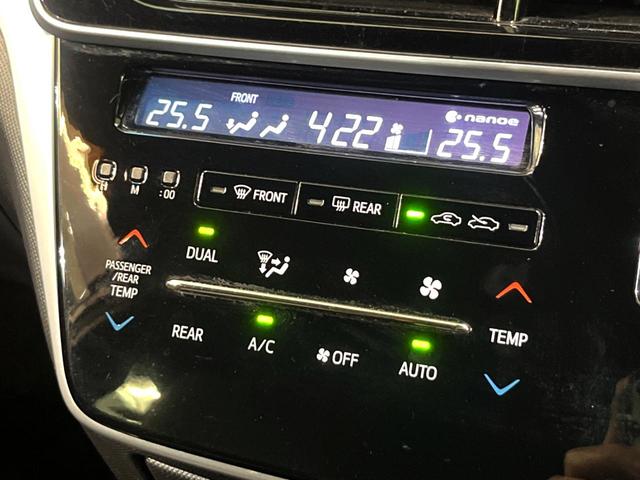 FRONT
25.5 4:22 nanoe 25.5
H M :00
FRONT REAR
DUAL
PASSENGER
/REAR
TEMP
REAR A/C OFF AUTO TEMP